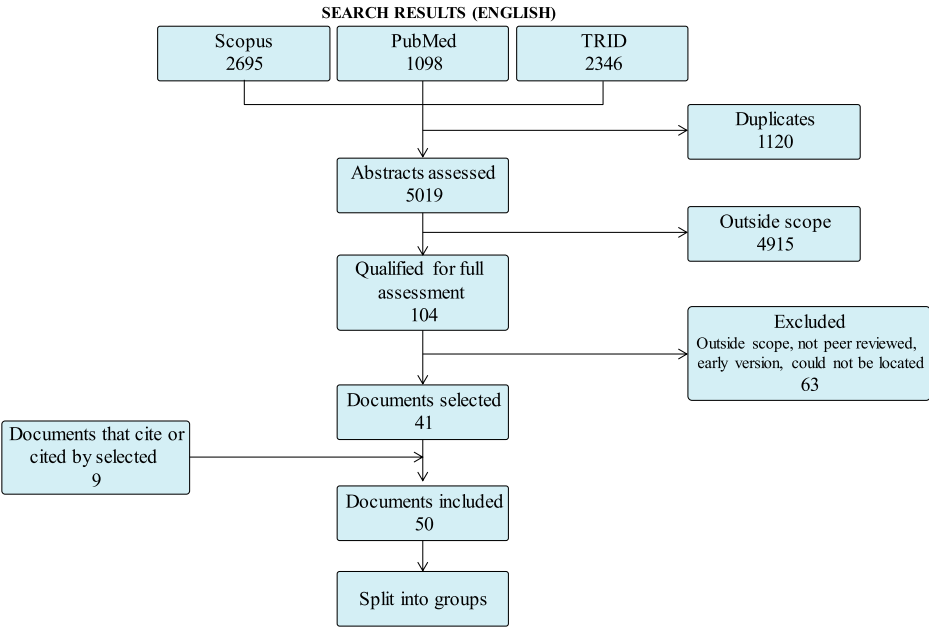 SEARCH RESULTS (ENGLISH)
Scopus
2695
PubMed
1098
TRID
2346
Duplicates
1120
Abstracts assessed
5019
Outside scope
4915
Qualified for full
assessment
104
Excluded
Outside scope, not peer reviewed,
early version, could not be located
63
Documents selected
41
Documents that cite or
cited by selected
9
Documents included
50
Split into groups